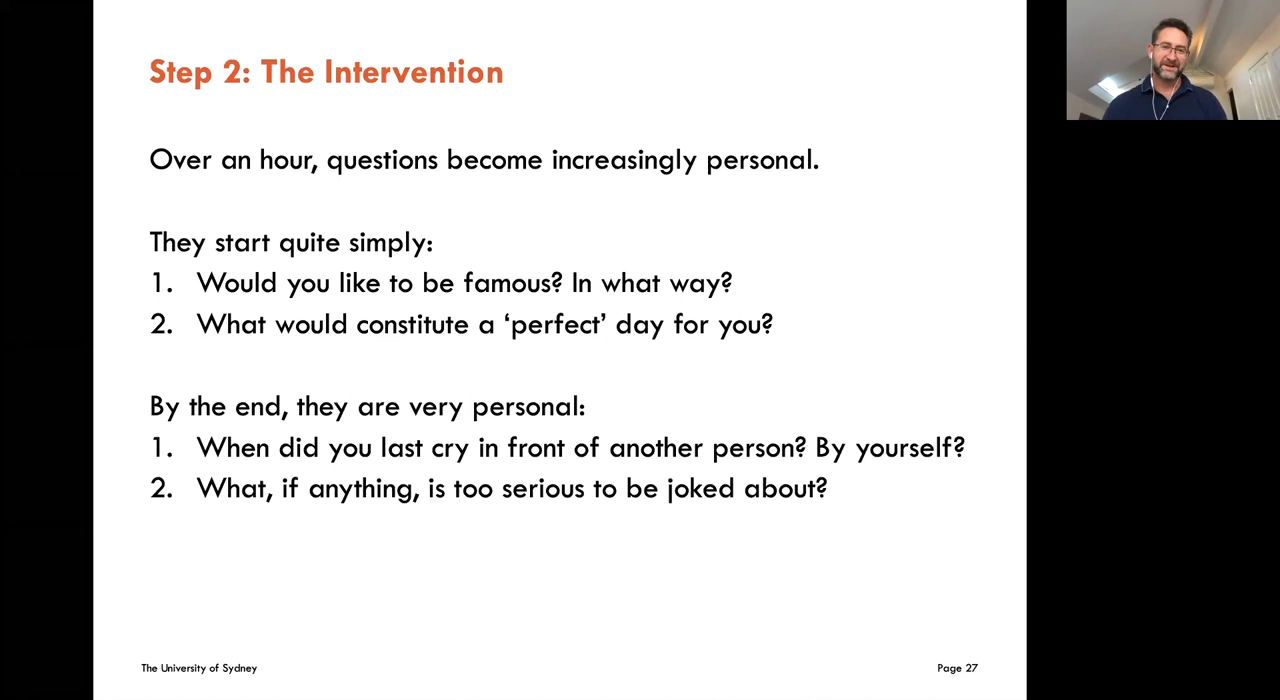 Step 2: The Intervention
Over an hour, questions become increasingly personal.
They start quite simply:
1. Would you like to be famous? In what way?
2. What would constitute a ‘perfect’ day for you?
By the end, they are very personal:
1. When did you last cry in front of another person? By yourself?
2. What, if anything, is too serious to be joked about?
The University of Sydney
Page 27